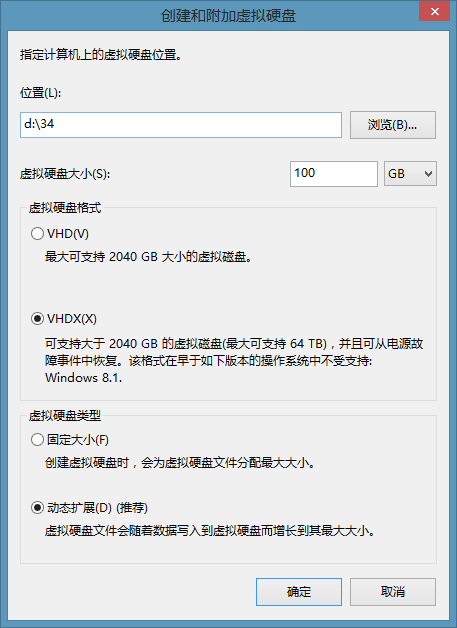 创建和附加虚拟硬盘
指定计算机上的虚拟硬盘位置。
位置(L):
d:\34
浏览(B)...
虚拟硬盘大小(S):
100
GB
虚拟硬盘格式
VHD(V)
最大可支持 2040 GB 大小的虚拟磁盘。
VHDX(X)
可支持大于 2040 GB 的虚拟磁盘(最大可支持 64 TB)，并且可从电源故
障事件中恢复。该格式在早于如下版本的操作系统中不受支持:
Windows 8.1.
虚拟硬盘类型
固定大小(F)
创建虚拟硬盘时，会为虚拟硬盘文件分配最大大小。
动态扩展(D) (推荐)
虚拟硬盘文件会随着数据写入到虚拟硬盘而增长到其最大大小。
确定
取消